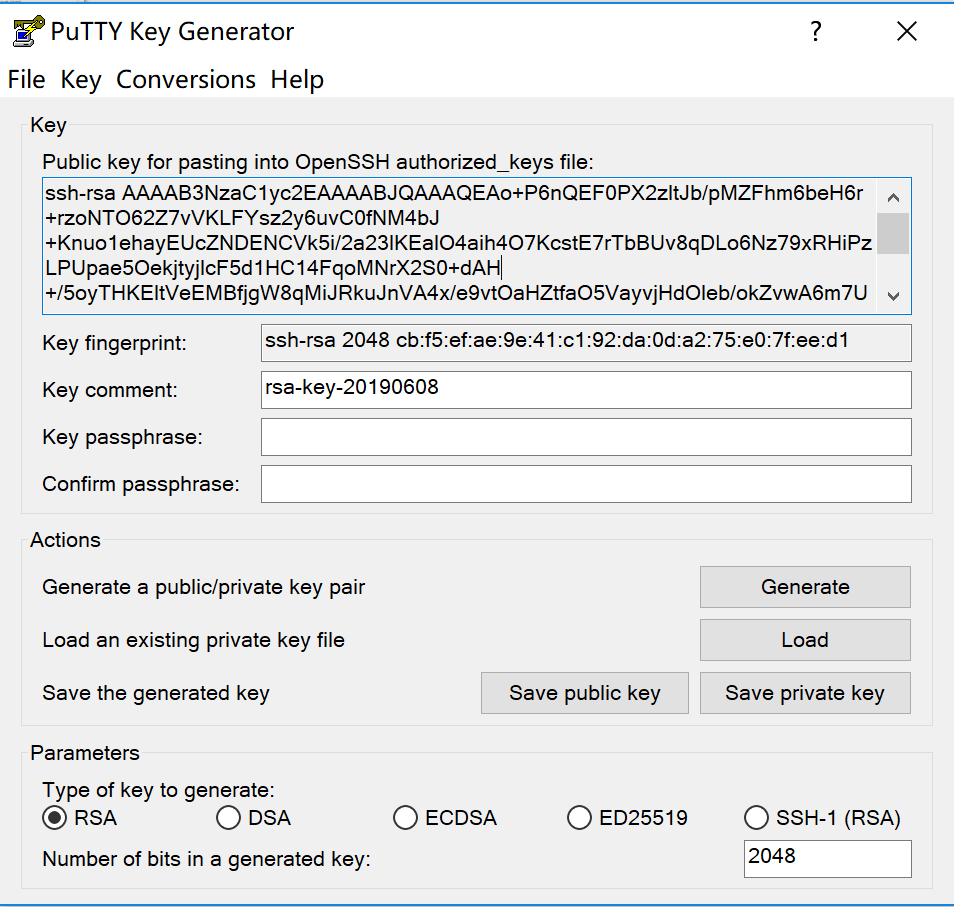 PuTTY Key Generator
?
File Key Conversions Help
Key
Public key for pasting into OpenSSH authorized_keys file:
ssh-rsa AAAAB3NzaC1yc2EAAAABJQAAAQEAo+P6nQEF0PX2zltJb/pMZFhm6beH6r
+rzoNTO62Z7vVKLFYsz2y6uvC0fNM4bJ
+Knuo1ehayEUcZNDENCVk5i/2a23IKEalO4aih4O7KcstE7rTbBUv8qDLo6Nz79xRHiPz
LPUpae5OekjtyjlcF5d1HC14FqoMNrX2S0+dAH
+/5oyTHKEltVeEMBfjgW8qMiJRkuJnVA4x/e9vtOaHZtfaO5VayvjHdOleb/okZvwA6m7U
Key fingerprint:
ssh-rsa 2048 cb:f5:ef:ae:9e:41:c1:92:da:0d:a2:75:e0:7f:ee:d1
Key comment:
rsa-key-20190608
Key passphrase:
Confirm passphrase:
Actions
Generate a public/private key pair
Generate
Load an existing private key file
Load
Save the generated key
Save public key
Save private key
Parameters
Type of key to generate:
RSA
DSA
ECDSA
ED25519
SSH-1 (RSA)
Number of bits in a generated key:
2048